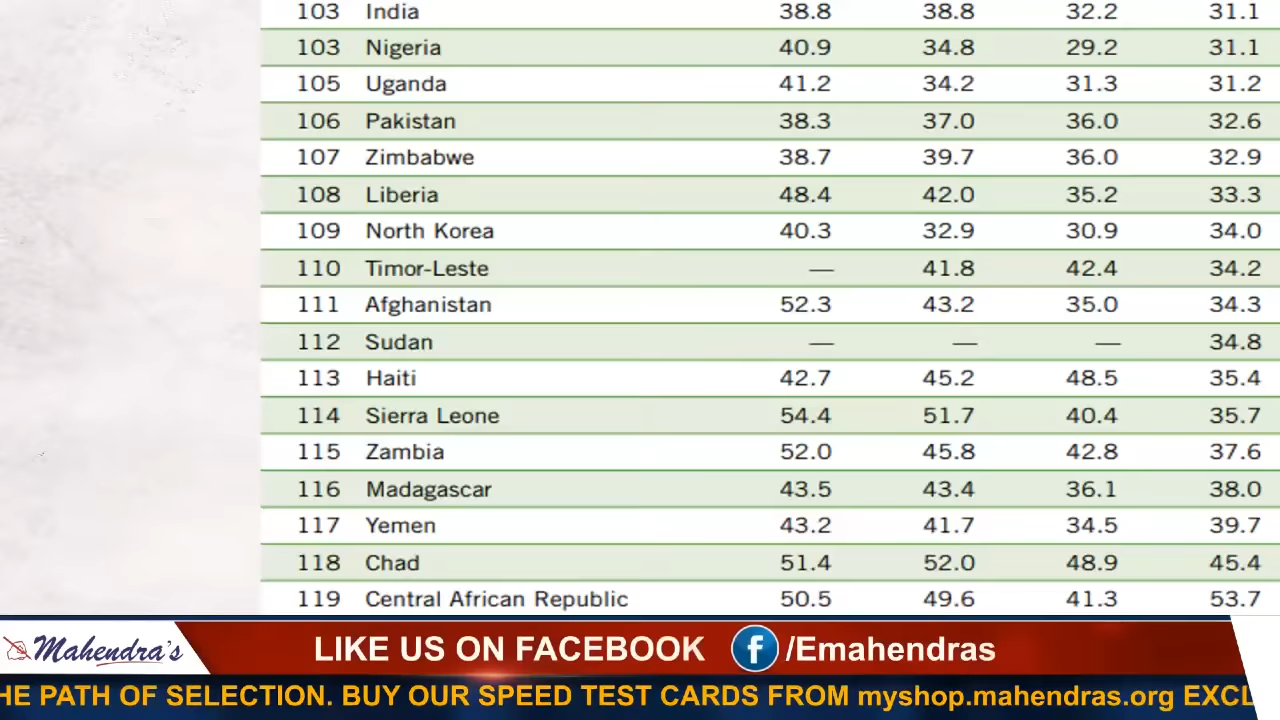 103 India 38.8 38.8 32.2 31.1
103 Nigeria 40.9 34.8 29.2 31.1
105 Uganda 41.2 34.2 31.3 31.2
106 Pakistan 38.3 37.0 36.0 32.6
107 Zimbabwe 38.7 39.7 36.0 32.9
108 Liberia 48.4 42.0 35.2 33.3
109 North Korea 40.3 32.9 30.9 34.0
110 Timor-Leste — 41.8 42.4 34.2
111 Afghanistan 52.3 43.2 35.0 34.3
112 Sudan — — — 34.8
113 Haiti 42.7 45.2 48.5 35.4
114 Sierra Leone 54.4 51.7 40.4 35.7
115 Zambia 52.0 45.8 42.8 37.6
116 Madagascar 43.5 43.4 36.1 38.0
117 Yemen 43.2 41.7 34.5 39.7
118 Chad 51.4 52.0 48.9 45.4
119 Central African Republic 50.5 49.6 41.3 53.7
Mahendra's LIKE US ON FACEBOOK f /Emahendras
HE PATH OF SELECTION. BUY OUR SPEED TEST CARDS FROM myshop.mahendras.org EXCL